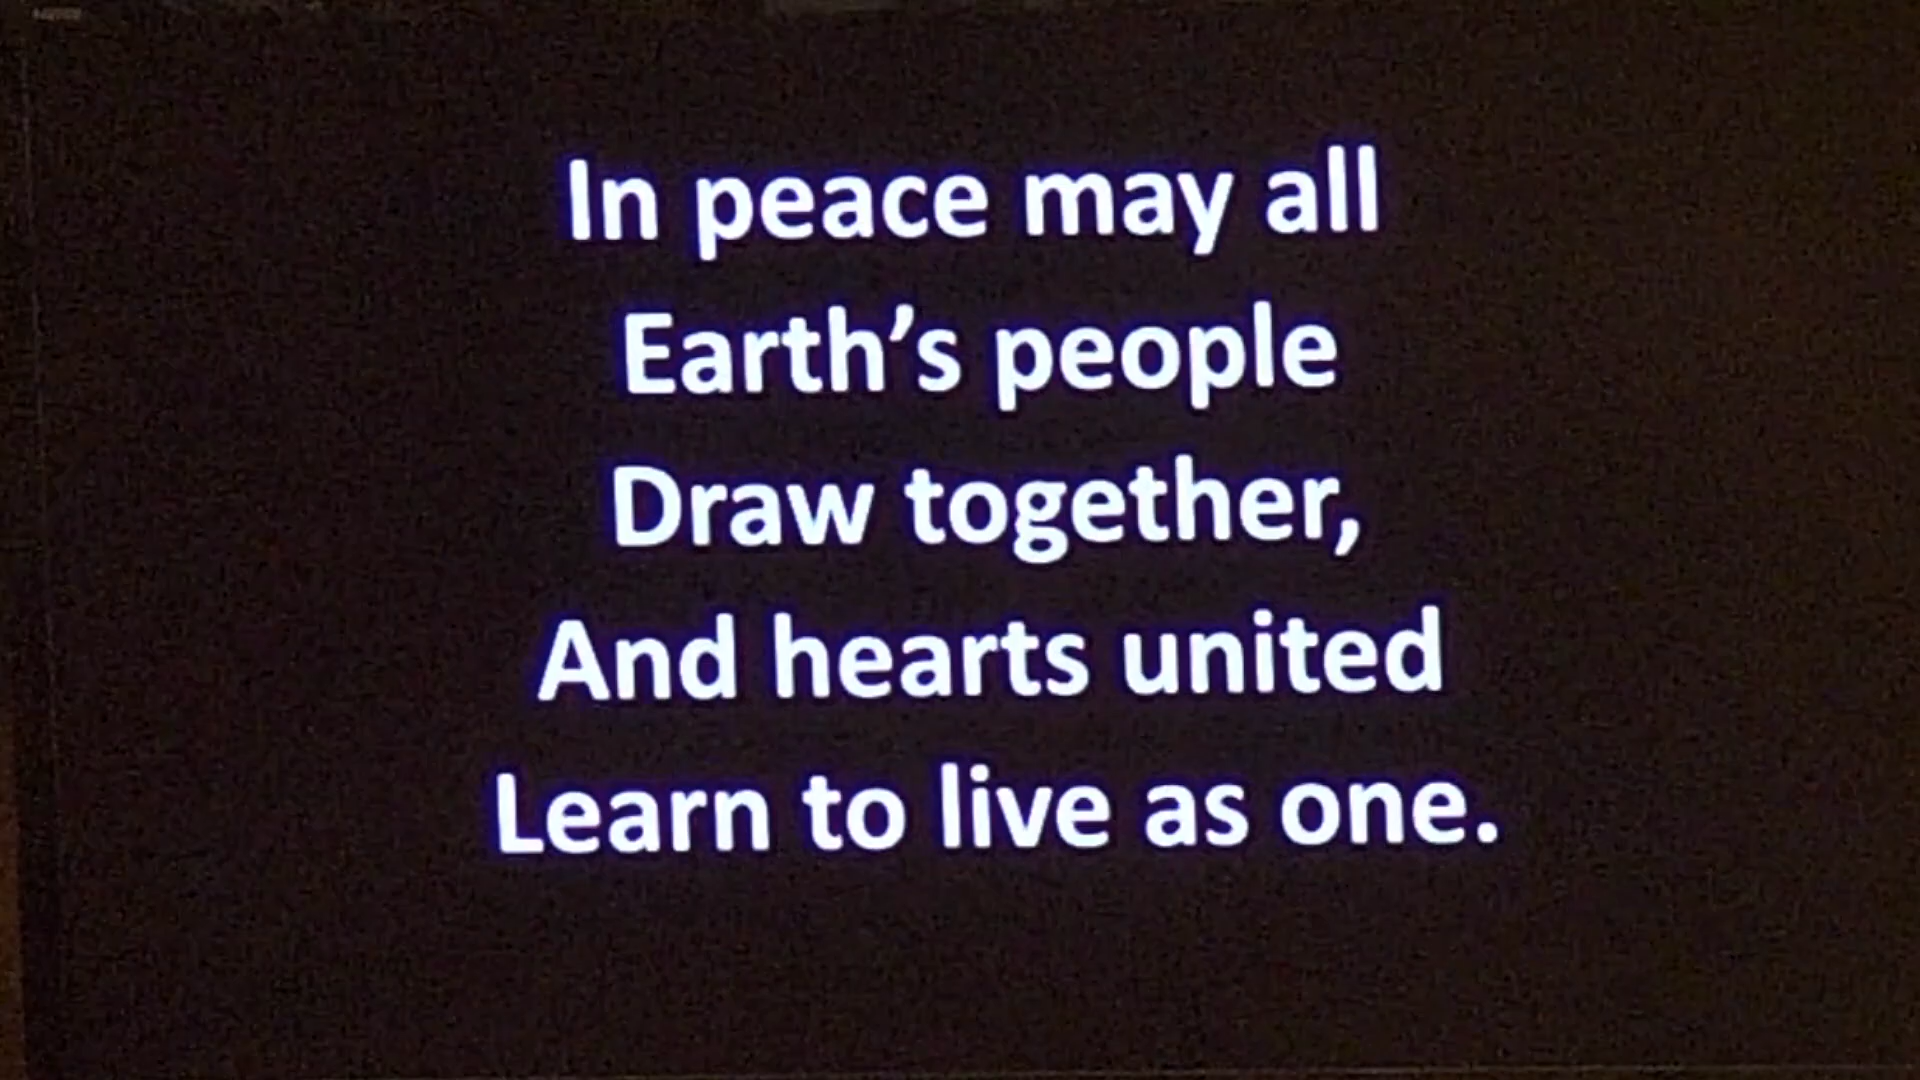 In peace may all
Earth’s people
Draw together,
And hearts united
Learn to live as one.